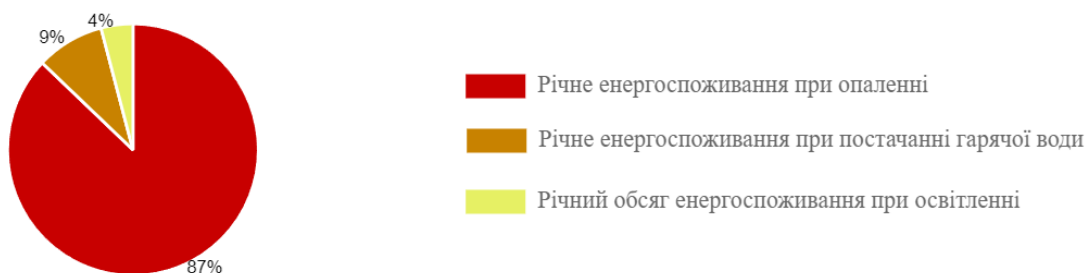 4%
9%
87%
Річне енергоспоживання при опаленні
Річне енергоспоживання при постачанні гарячої води
Річний обсяг енергоспоживання при освітленні